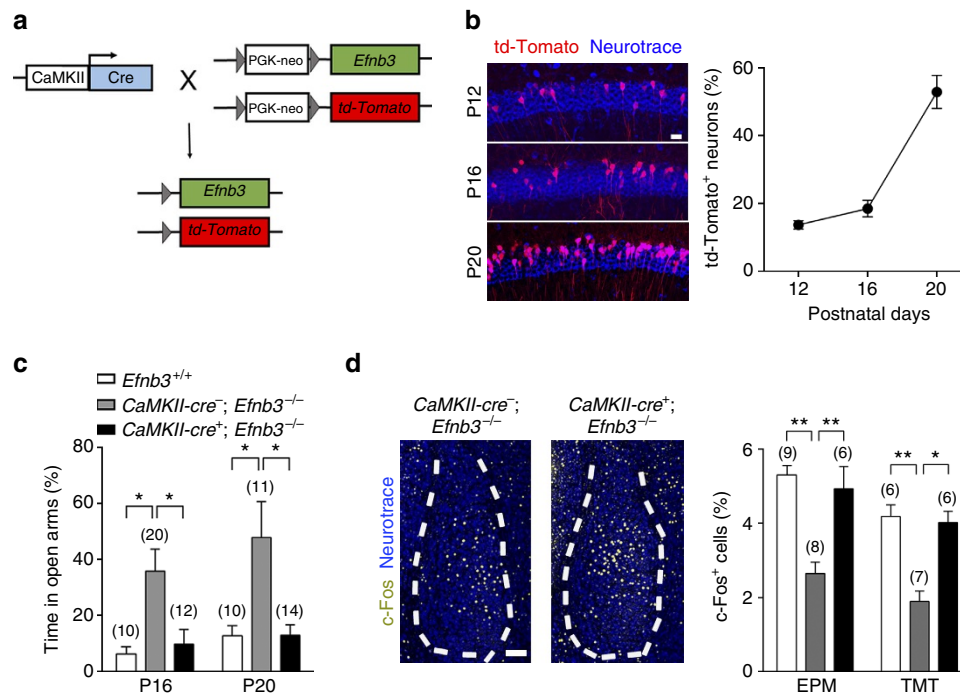 a
CaMKII
Cre
X
PGK-neo
Efnb3
PGK-neo
td-Tomato
Efnb3
td-Tomato
b
td-Tomato Neurotrace
P12
P16
P20
td-Tomato+ neurons (%)
60
40
20
0
12 16 20
Postnatal days
c
Efnb3+/+
CaMKII-cre–; Efnb3–/–
CaMKII-cre+; Efnb3–/–
Time in open arms (%)
80
60
40
20
0
* *
* *
(10) (20) (12)
(10) (11) (14)
P16 P20
d
CaMKII-cre–;
Efnb3–/–
CaMKII-cre+;
Efnb3–/–
c-Fos Neurotrace
c-Fos+ cells (%)
6
4
2
0
** **
** *
(9) (8) (6)
(6) (7) (6)
EPM TMT